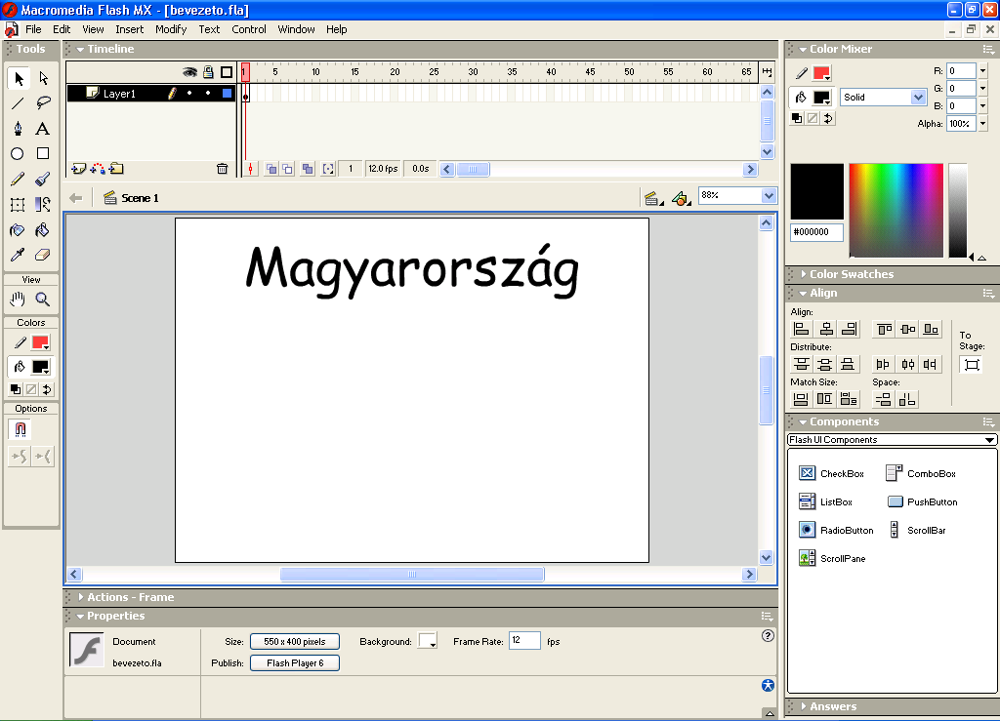 Macromedia Flash MX - [bevezeto.fla]
File Edit View Insert Modify Text Control Window Help
Tools
Timeline
1 5 10 15 20 25 30 35 40 45 50 55 60 65
Layer1
1 12.0 fps 0.0s
Scene 1
88%
Magyarország
View
Colors
Options
Actions - Frame
Properties
Document
bevezeto.fla
Size: 550 x 400 pixels Background: Frame Rate: 12 fps
Publish: Flash Player 6
Color Mixer
R: 0
Solid
G: 0
B: 0
Alpha: 100%
#000000
Color Swatches
Align
Align:
To
Stage:
Distribute:
Match Size: Space:
Components
Flash UI Components
CheckBox ComboBox
ListBox PushButton
RadioButton ScrollBar
ScrollPane
Answers